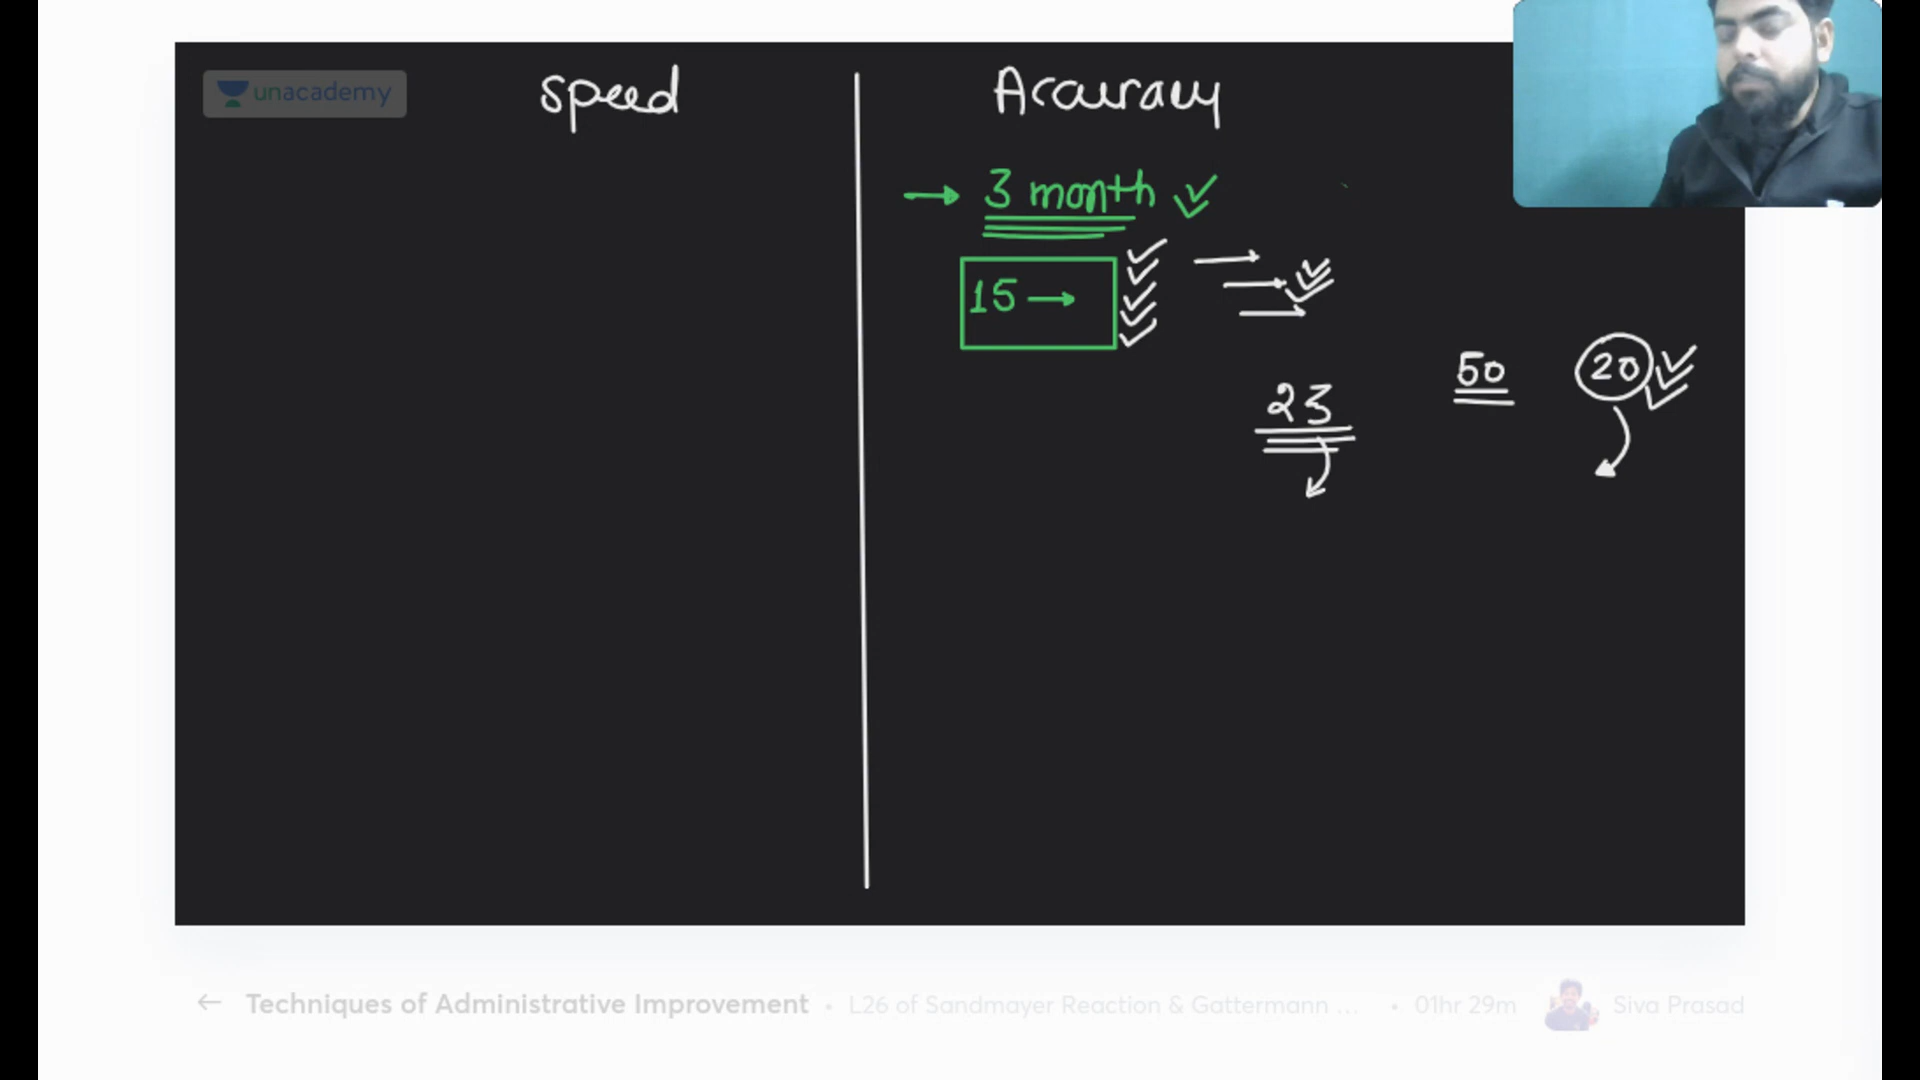 unacademy
speed
Accuracy
→ 3 month
15 →
23
50
20
← Techniques of Administrative Improvement • L26 of Sandmayer Reaction & Gattermann ... • 01hr 29m Siva Prasad